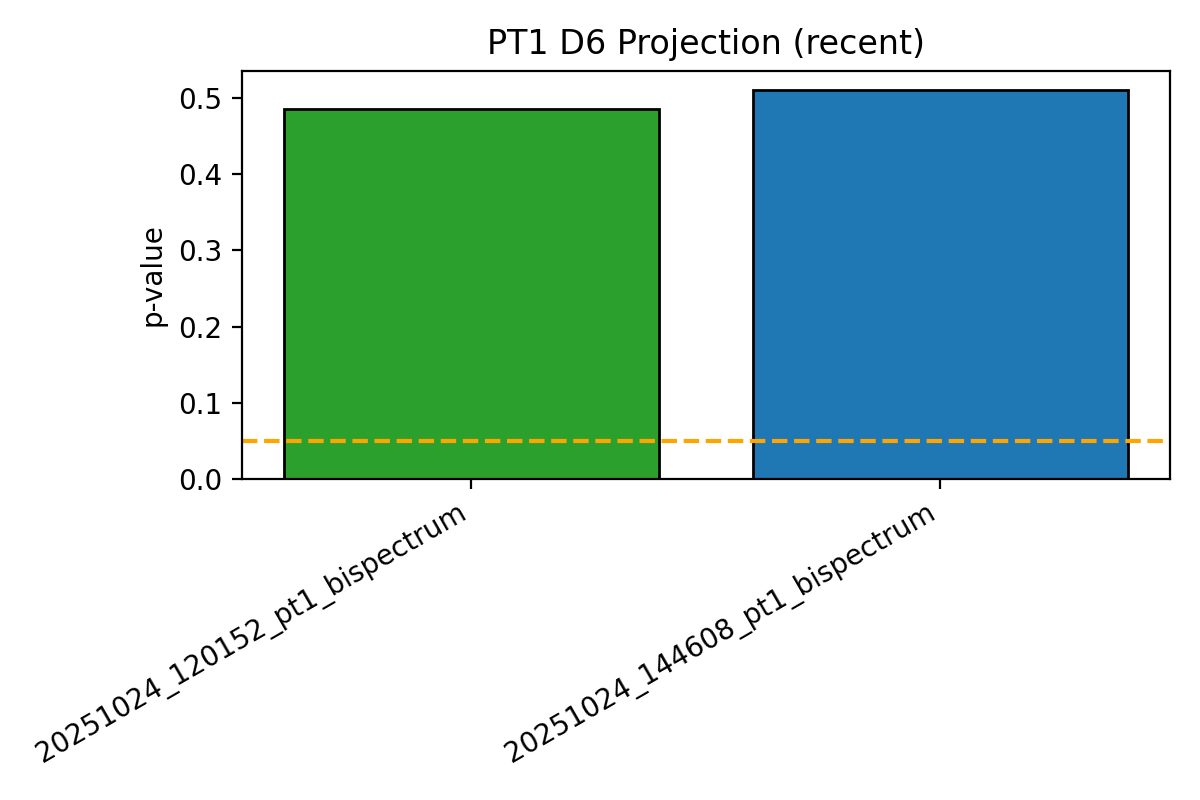 PT1 D6 Projection (recent)
p-value
0.5
0.4
0.3
0.2
0.1
0.0
20251024_120152_pt1_bispectrum
20251024_144608_pt1_bispectrum